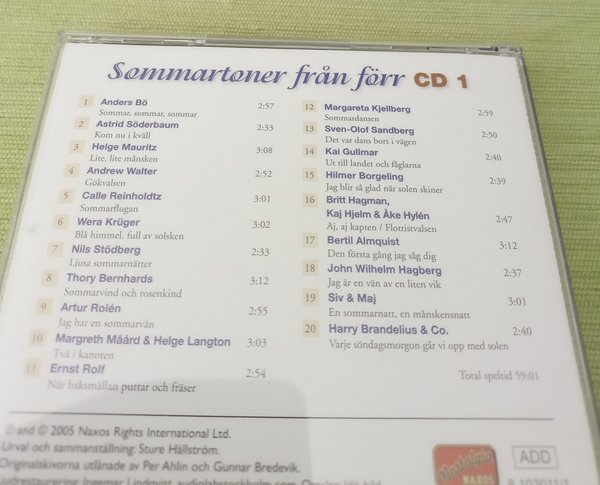 Sommartoner från förr CD 1
1 Anders Bö 2:57
Sommar, sommar, sommar
2 Astrid Söderbaum 2:33
Kom nu i kväll
3 Helge Mauritz 3:08
Lite, lite månsken
4 Andrew Walter 2:52
Gökvalsen
5 Calle Reinholdtz 3:01
Sommarflugan
6 Wera Krüger 3:02
Blå himmel, full av solsken
7 Nils Stödberg 2:33
Ljusa sommarnätter
8 Thory Bernhards 3:12
Sommarvind och rosenkind
9 Artur Rolén 2:55
Jag har en sommarvän
10 Margreth Måård & Helge Langton 3:03
Två i kanoten
11 Ernst Rolf 2:54
När baksmällan puttar och fräser
12 Margareta Kjellberg 2:59
Sommardansen
13 Sven-Olof Sandberg 2:50
Det var dans bort i vägen
14 Kai Gullmar 2:40
Ut till landet och fåglarna
15 Hilmer Borgeling 2:39
Jag blir så glad när solen skiner
16 Britt Hagman,
Kaj Hjelm & Åke Hylén 2:47
Aj, aj kapten / Flottistvalsen
17 Bertil Almquist 3:12
Den första gång jag såg dig
18 John Wilhelm Hagberg 2:37
Jag är en vän av en liten vik
19 Siv & Maj 3:01
En sommarnatt, en månskensnatt
20 Harry Brandelius & Co. 2:40
Varje söndagsmorgon går vi opp med solen
Total speltid 59:01
℗ and © 2005 Naxos Rights International Ltd.
Urval och sammanställning: Sture Hällström.
Originalskivorna utlånade av Per Ahlin och Gunnar Bredevik.
Nostalgia
NAXOS
ADD